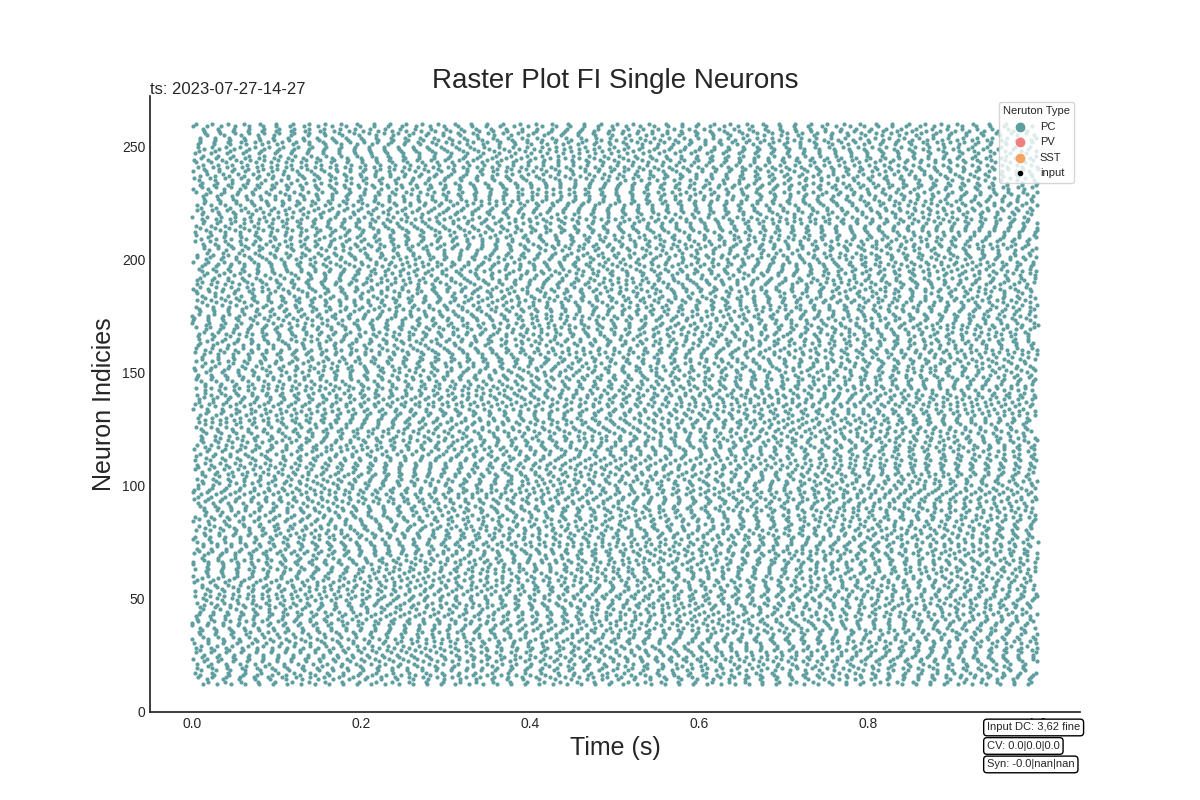 Raster Plot FI Single Neurons
ts: 2023-07-27-14-27
Neruton Type
PC
PV
SST
input
250
200
150
100
50
0
Neuron Indicies
0.0 0.2 0.4 0.6 0.8
Time (s)
Input DC: 3,62 fine
CV: 0.0|0.0|0.0
Syn: -0.0|nan|nan